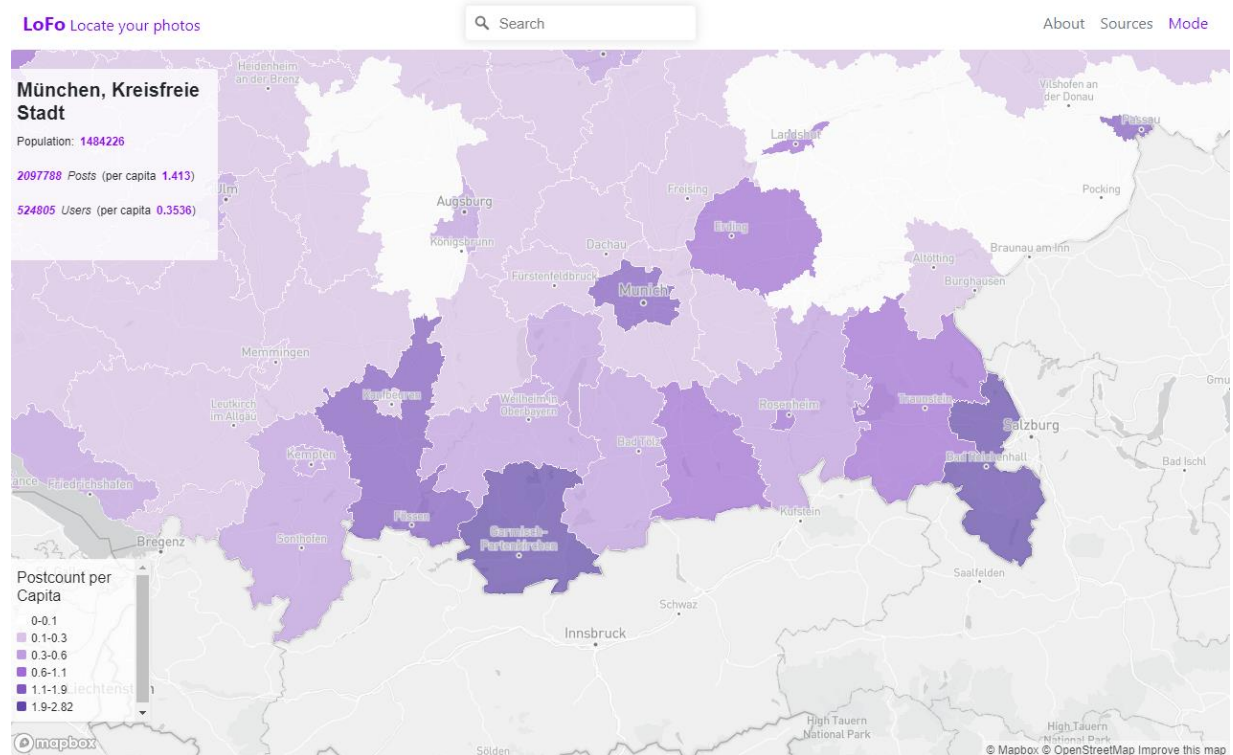 LoFo Locate your photos
Search
About Sources Mode
München, Kreisfreie
Stadt
Population: 1484226
2097788 Posts (per capita 1.413)
524805 Users (per capita 0.3536)
Heidenheim
an der Brenz
Vilshofen an
der Donau
Landshut
Passau
Ulm
Augsburg
Freising
Pocking
Königsbrunn
Dachau
Erding
Braunau am Inn
Altötting
Fürstenfeldbruck
Munich
Burghausen
Memmingen
Leutkirch
im Allgäu
Kaufbeuren
Weilheim in
Oberbayern
Rosenheim
Traunstein
Salzburg
Gmu
Kempten
Bad Tölz
Bad Reichenhall
Bad Ischl
Friedrichshafen
Füssen
Kufstein
Bregenz
Sonthofen
Garmisch-
Partenkirchen
Saalfelden
Schwaz
Innsbruck
Postcount per
Capita
0-0.1
0.1-0.3
0.3-0.6
0.6-1.1
1.1-1.9
1.9-2.82
Liechtenstein
High Tauern
National Park
High Tauern
National Park
Sölden
mapbox
© Mapbox © OpenStreetMap Improve this map